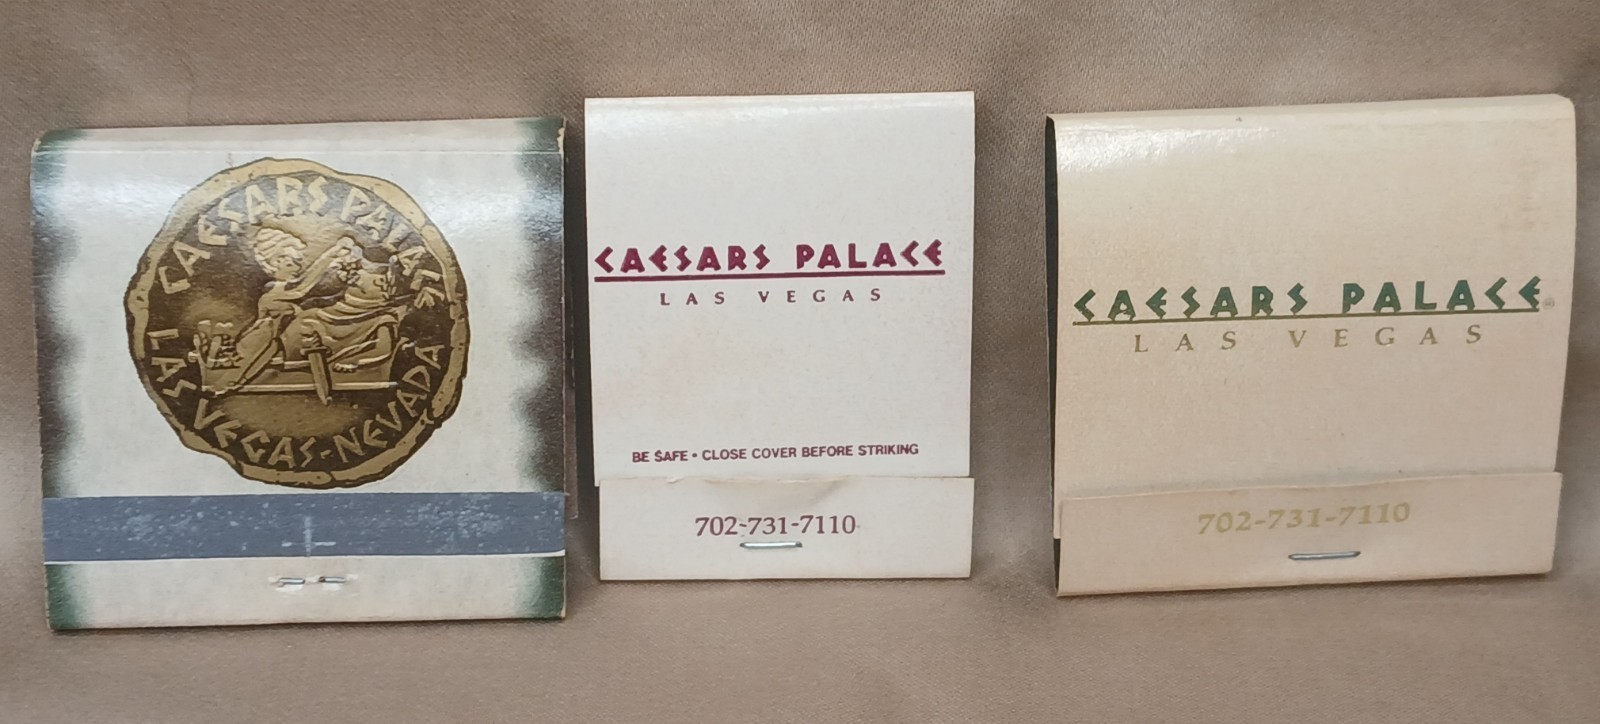 CAESARS PALACE
LAS VEGAS-NEVADA
CAESARS PALACE
LAS VEGAS
BE SAFE • CLOSE COVER BEFORE STRIKING
702-731-7110
CAESARS PALACE®
LAS VEGAS
702-731-7110